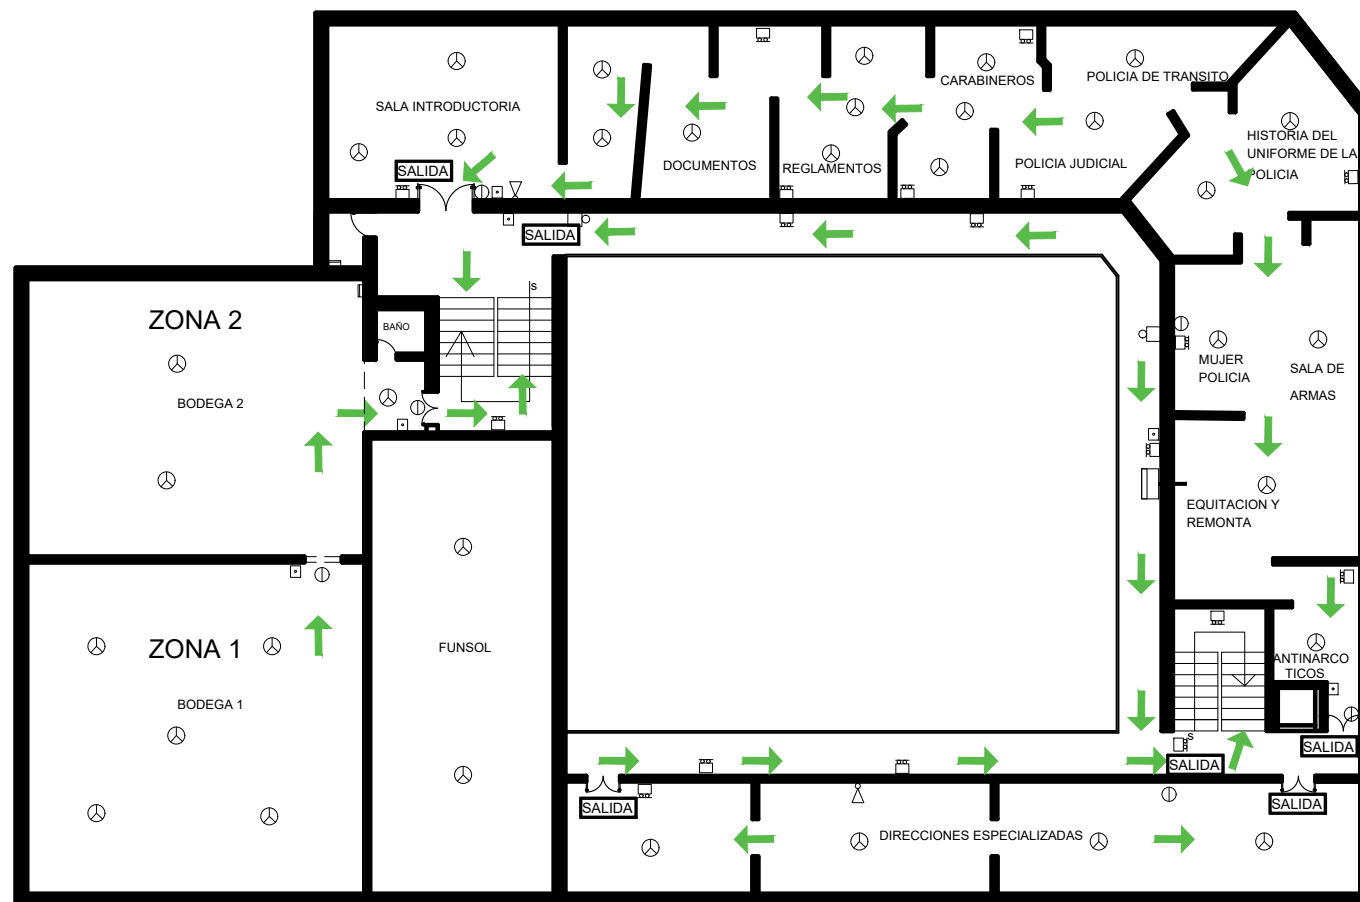 CARABINEROS
POLICIA DE TRANSITO
SALA INTRODUCTORIA
HISTORIA DEL
UNIFORME DE LA
POLICIA
DOCUMENTOS
REGLAMENTOS
POLICIA JUDICIAL
SALIDA
SALIDA
s
ZONA 2
BAÑO
MUJER
POLICIA
SALA DE
ARMAS
BODEGA 2
EQUITACION Y
REMONTA
ZONA 1
FUNSOL
ANTINARCO
TICOS
BODEGA 1
s
SALIDA
SALIDA
SALIDA
SALIDA
DIRECCIONES ESPECIALIZADAS